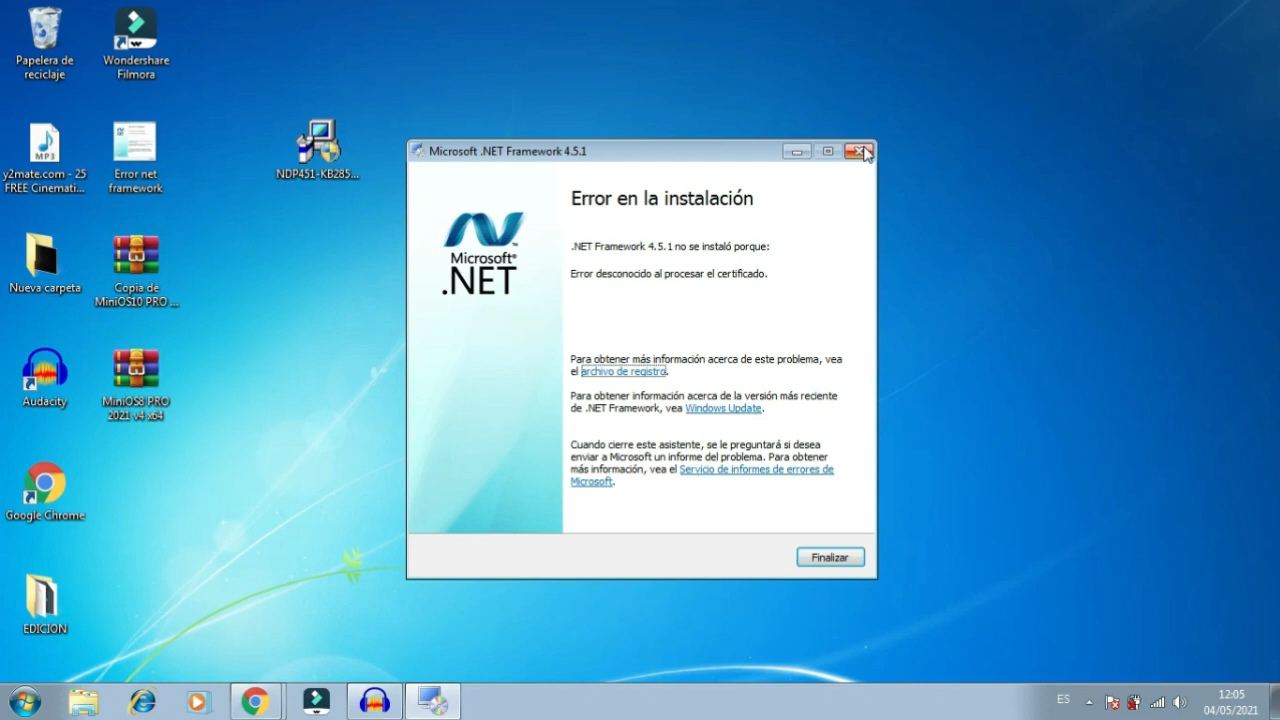 Papelera de
reciclaje
Wondershare
Filmora
MP3
y2mate.com - 25
FREE Cinemati...
Error net
framework
NDP451-KB285...
Nueva carpeta
Copia de
MiniOS10 PRO ...
Audacity
MiniOS8 PRO
2021 v4 x64
Google Chrome
EDICION
Microsoft .NET Framework 4.5.1
Microsoft®
.NET
Error en la instalación
.NET Framework 4.5.1 no se instaló porque:
Error desconocido al procesar el certificado.
Para obtener más información acerca de este problema, vea
el archivo de registro.
Para obtener información acerca de la versión más reciente
de .NET Framework, vea Windows Update.
Cuando cierre este asistente, se le preguntará si desea
enviar a Microsoft un informe del problema. Para obtener
más información, vea el Servicio de informes de errores de
Microsoft.
Finalizar
ES
12:05
04/05/2021